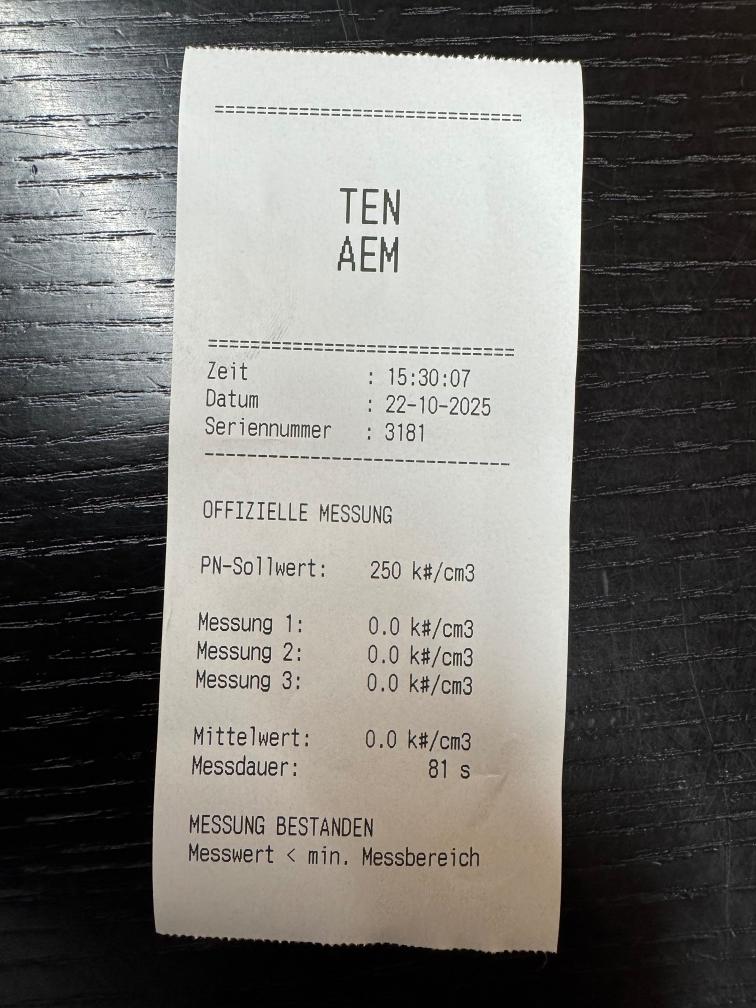 ============================
TEN
AEM
============================
Zeit : 15:30:07
Datum : 22-10-2025
Seriennummer : 3181
----------------------------
OFFIZIELLE MESSUNG
PN-Sollwert: 250 k#/cm3
Messung 1: 0.0 k#/cm3
Messung 2: 0.0 k#/cm3
Messung 3: 0.0 k#/cm3
Mittelwert: 0.0 k#/cm3
Messdauer: 81 s
MESSUNG BESTANDEN
Messwert < min. Messbereich